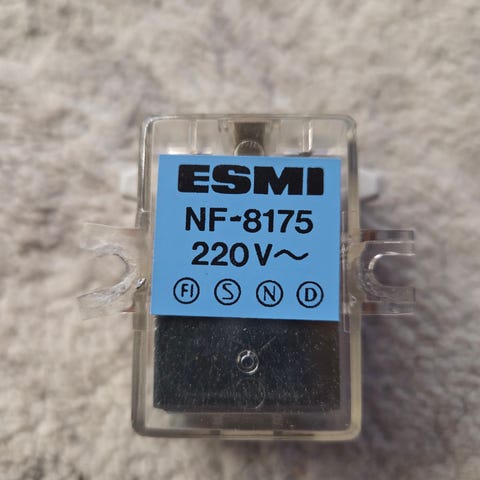 ESMI
NF-8175
220V~
FI S N D